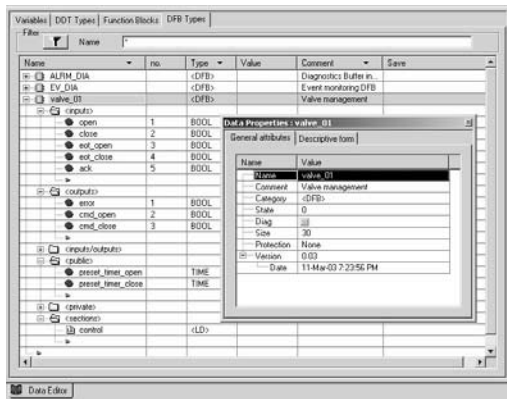 Variables DDT Types Function Blocks DFB Types
Filter
Name *
Name no. Type Value Comment Save
ALRM_DIA <DFB> Diagnostics Buffer in...
EV_DIA <DFB> Event monitoring DFB
valve_01 <DFB> Valve management
<inputs>
open 1 BOOL
close 2 BOOL
eot_open 3 BOOL
eot_close 4 BOOL
ack 5 BOOL
<outputs>
error 1 BOOL
cmd_open 2 BOOL
cmd_close 3 BOOL
<inputs/outputs>
<public>
preset_timer_open TIME
preset_timer_close TIME
<private>
<sections>
control <LD>
Data Properties : valve_01
General attributes Descriptive form
Name Value
Name valve_01
Comment Valve management
Category <DFB>
State 0
Diag
Size 30
Protection None
Version 0.03
Date 11-Mar-03 7:23:56 PM
Data Editor